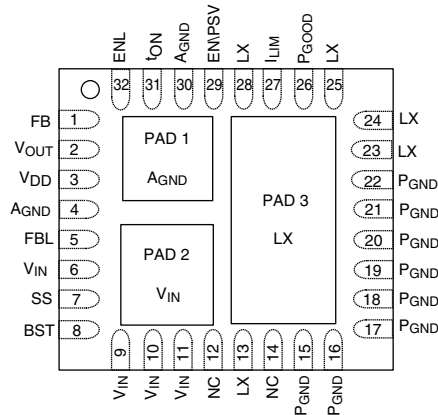 ENL
tON
AGND
EN\PSV
LX
ILIM
PGOOD
LX
32
31
30
29
28
27
26
25
FB 1
VOUT 2
VDD 3
AGND 4
FBL 5
VIN 6
SS 7
BST 8
PAD 1
AGND
PAD 2
VIN
PAD 3
LX
24 LX
23 LX
22 PGND
21 PGND
20 PGND
19 PGND
18 PGND
17 PGND
9
10
11
12
13
14
15
16
VIN
VIN
VIN
NC
LX
NC
PGND
PGND